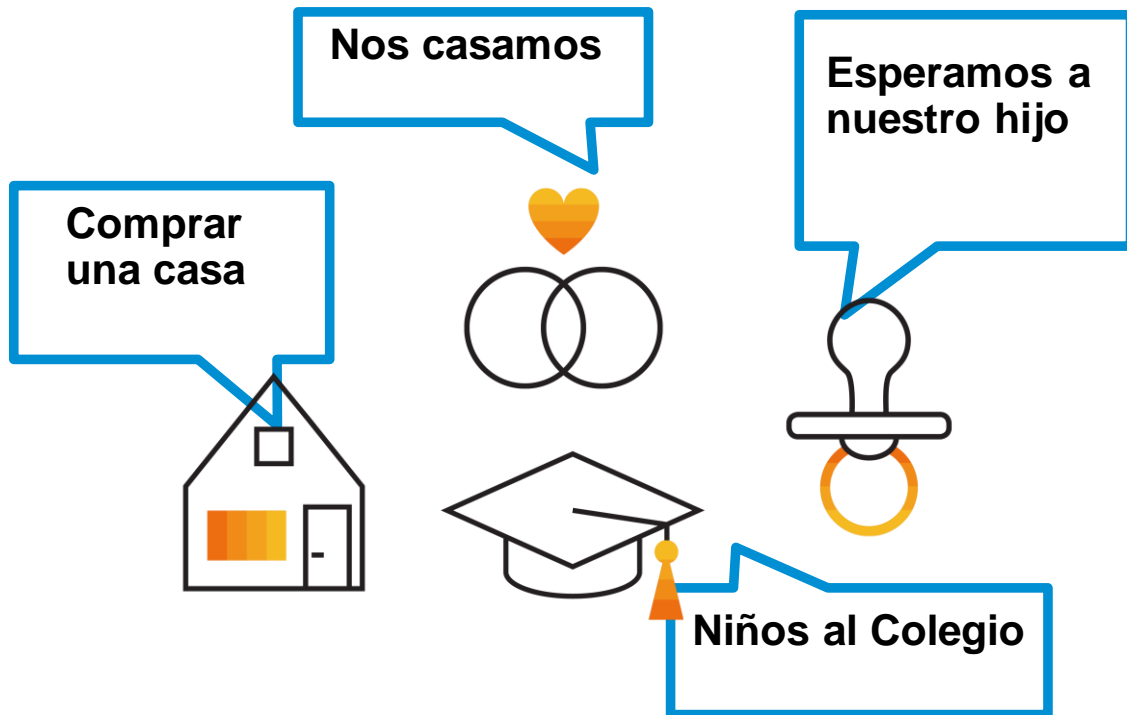 Nos casamos
Esperamos a
nuestro hijo
Comprar
una casa
Niños al Colegio